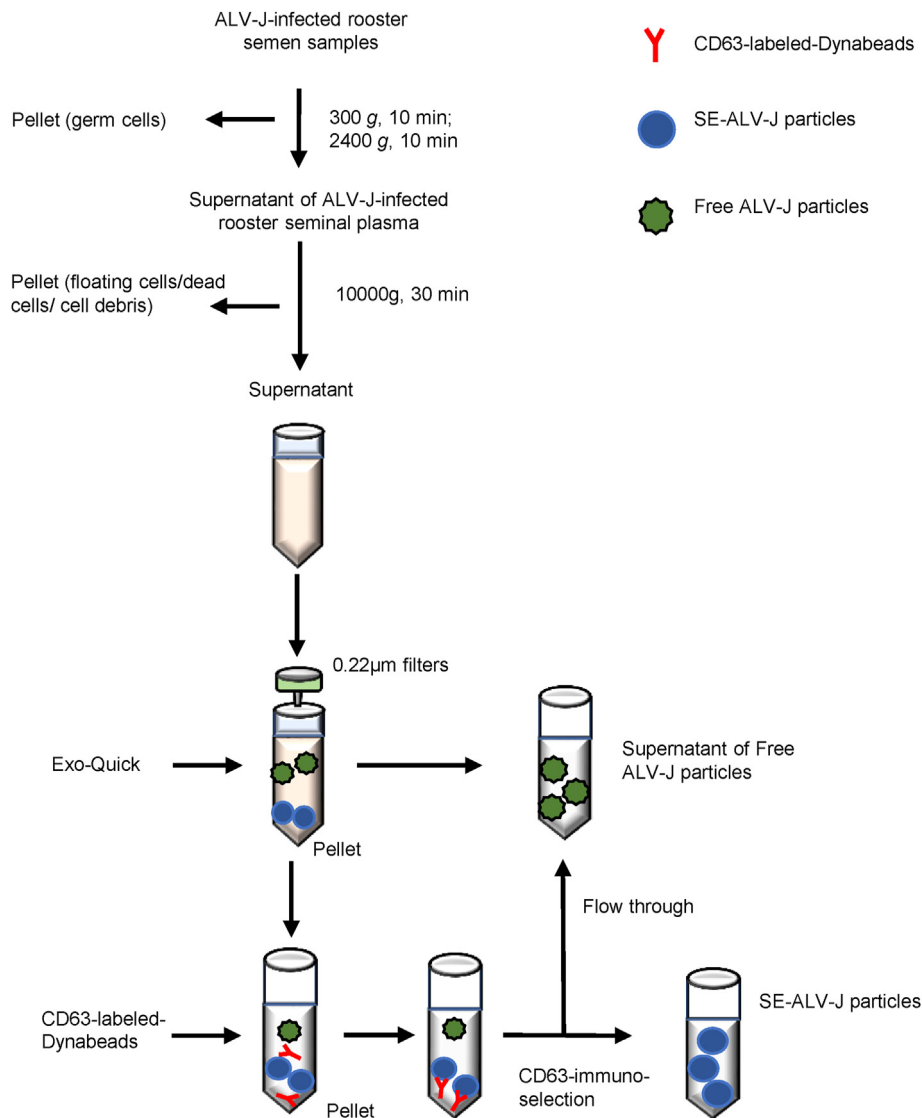 ALV-J-infected rooster
semen samples
CD63-labeled-Dynabeads
Pellet (germ cells)
300 g, 10 min;
2400 g, 10 min
SE-ALV-J particles
Supernatant of ALV-J-infected
rooster seminal plasma
Free ALV-J particles
Pellet (floating cells/dead
cells/ cell debris)
10000g, 30 min
Supernatant
0.22µm filters
Exo-Quick
Supernatant of Free
ALV-J particles
Pellet
Flow through
CD63-labeled-
Dynabeads
SE-ALV-J particles
CD63-immuno-
selection
Pellet